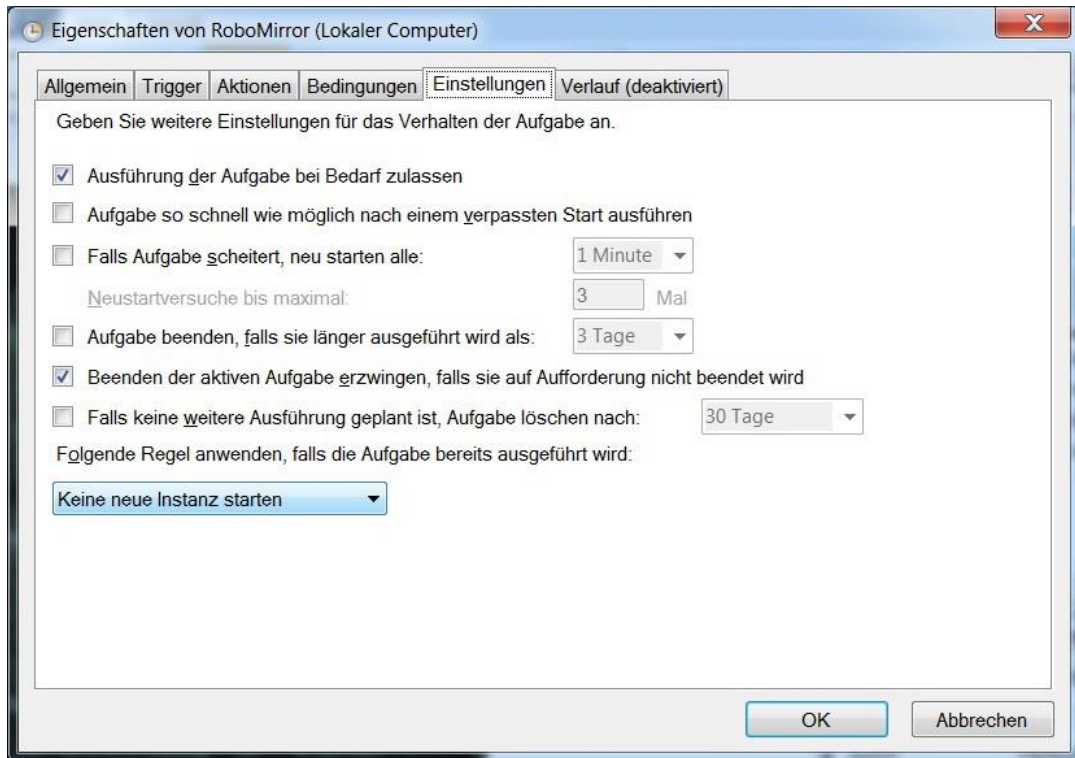 Eigenschaften von RoboMirror (Lokaler Computer)
X
Allgemein Trigger Aktionen Bedingungen Einstellungen Verlauf (deaktiviert)
Geben Sie weitere Einstellungen für das Verhalten der Aufgabe an.
Ausführung der Aufgabe bei Bedarf zulassen
Aufgabe so schnell wie möglich nach einem verpassten Start ausführen
Falls Aufgabe scheitert, neu starten alle: 1 Minute
Neustartversuche bis maximal: 3 Mal
Aufgabe beenden, falls sie länger ausgeführt wird als: 3 Tage
Beenden der aktiven Aufgabe erzwingen, falls sie auf Aufforderung nicht beendet wird
Falls keine weitere Ausführung geplant ist, Aufgabe löschen nach: 30 Tage
Folgende Regel anwenden, falls die Aufgabe bereits ausgeführt wird:
Keine neue Instanz starten
OK Abbrechen